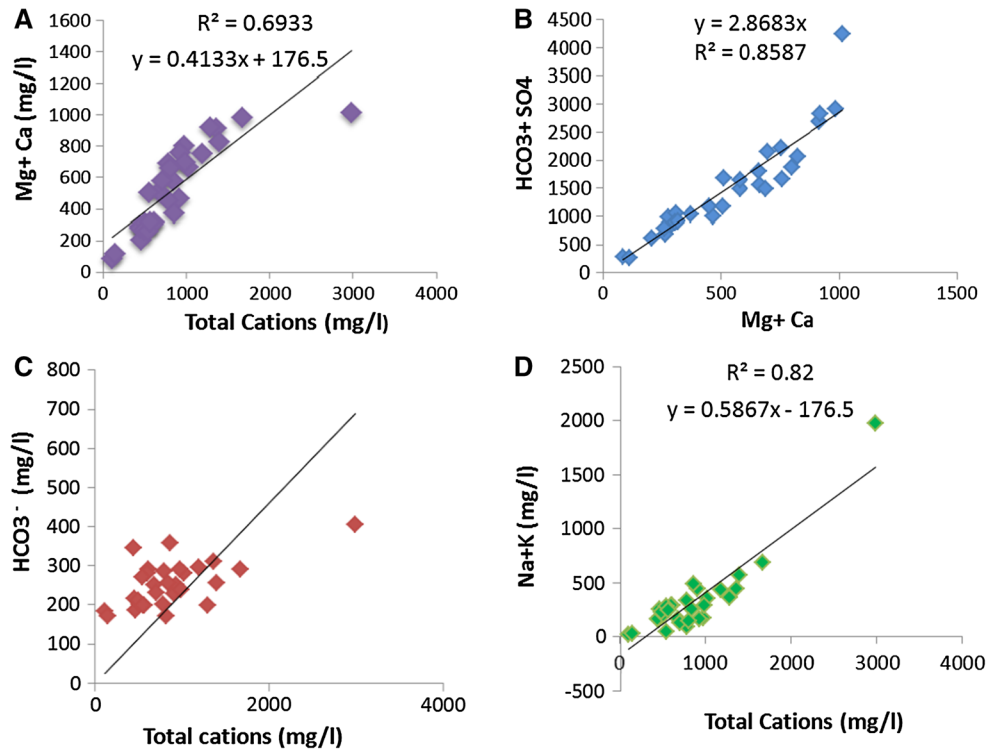 A
R² = 0.6933
y = 0.4133x + 176.5
Mg+ Ca (mg/l)
1600
1400
1200
1000
800
600
400
200
0
0 1000 2000 3000 4000
Total Cations (mg/l)
B
y = 2.8683x
R² = 0.8587
HCO3+ SO4
4500
4000
3500
3000
2500
2000
1500
1000
500
0
0 500 1000 1500
Mg+ Ca
C
HCO3 - (mg/l)
800
700
600
500
400
300
200
100
0
0 2000 4000
Total cations (mg/l)
D
R² = 0.82
y = 0.5867x - 176.5
Na+K (mg/l)
2500
2000
1500
1000
500
0
-500
0 1000 2000 3000 4000
Total Cations (mg/l)